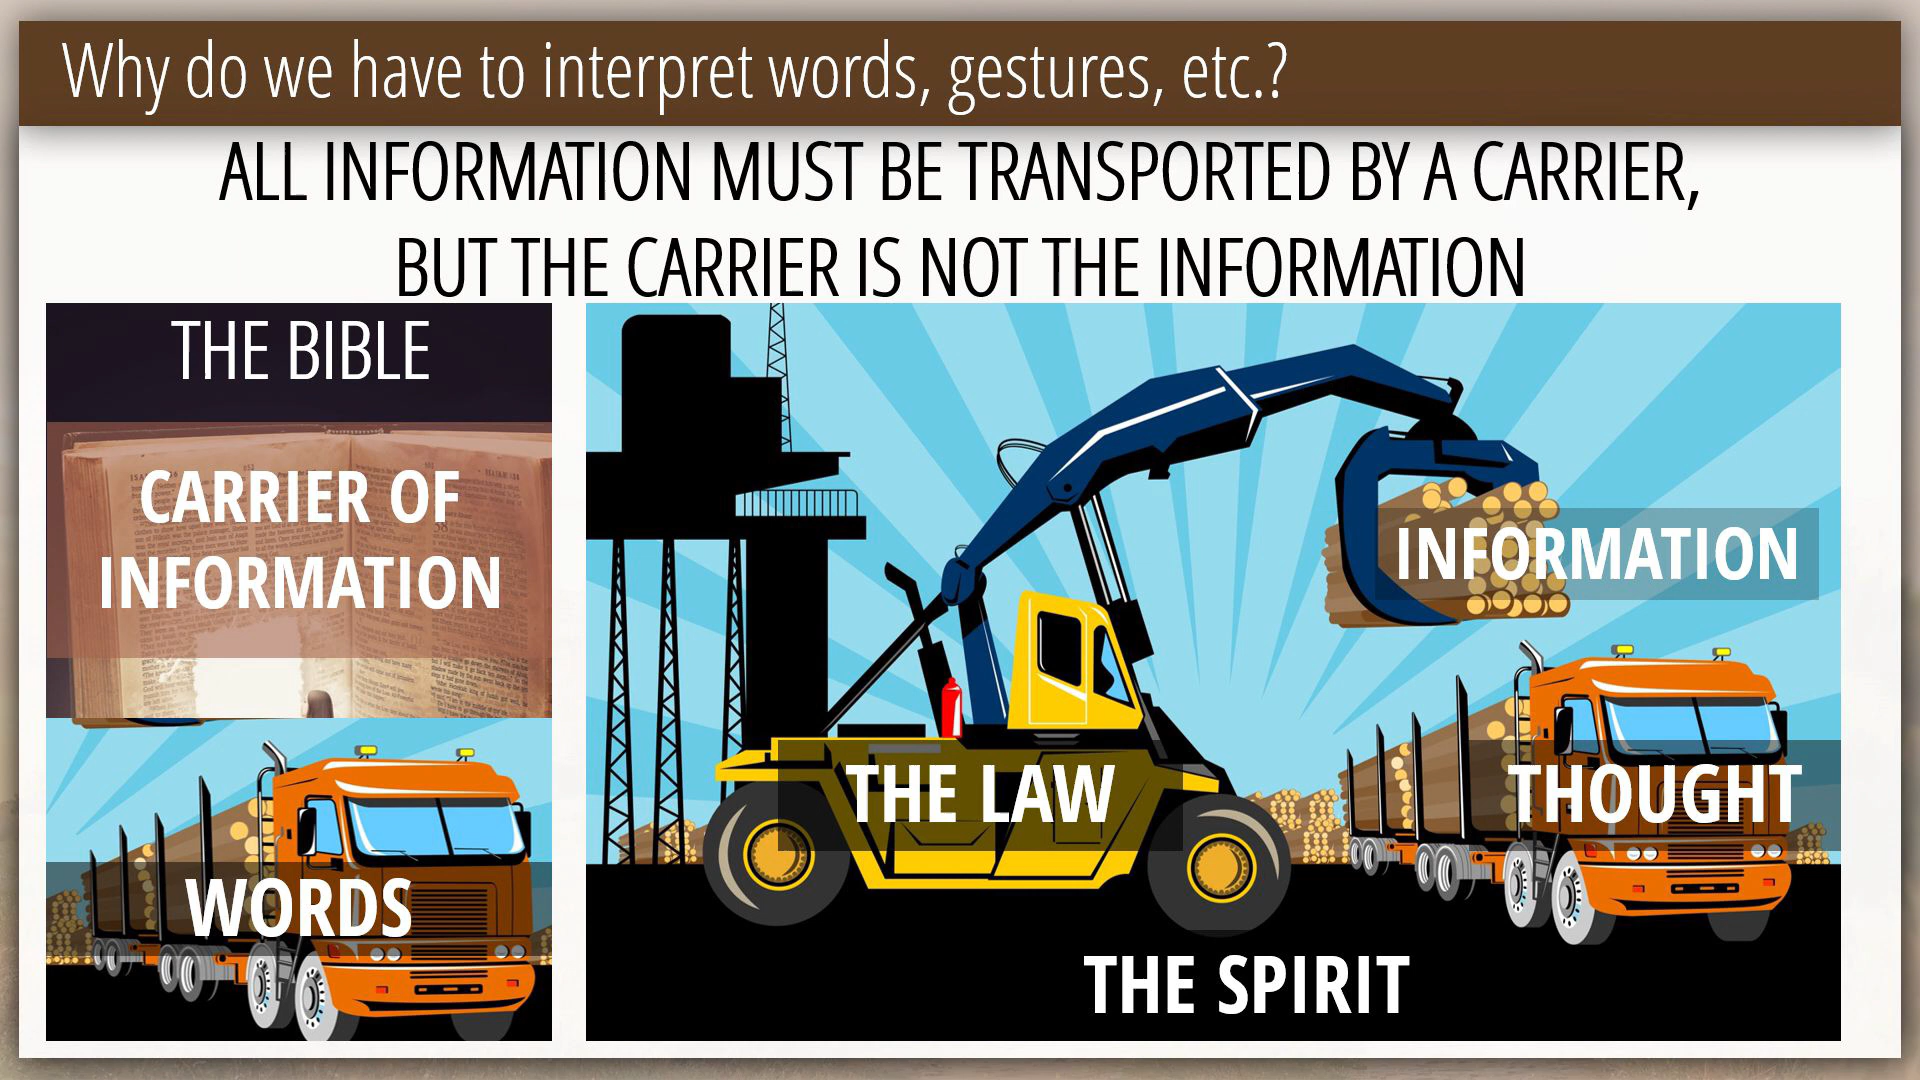 Why do we have to interpret words, gestures, etc.?
ALL INFORMATION MUST BE TRANSPORTED BY A CARRIER,
BUT THE CARRIER IS NOT THE INFORMATION
THE BIBLE
CARRIER OF
INFORMATION
WORDS
INFORMATION
THE LAW
THOUGHT
THE SPIRIT